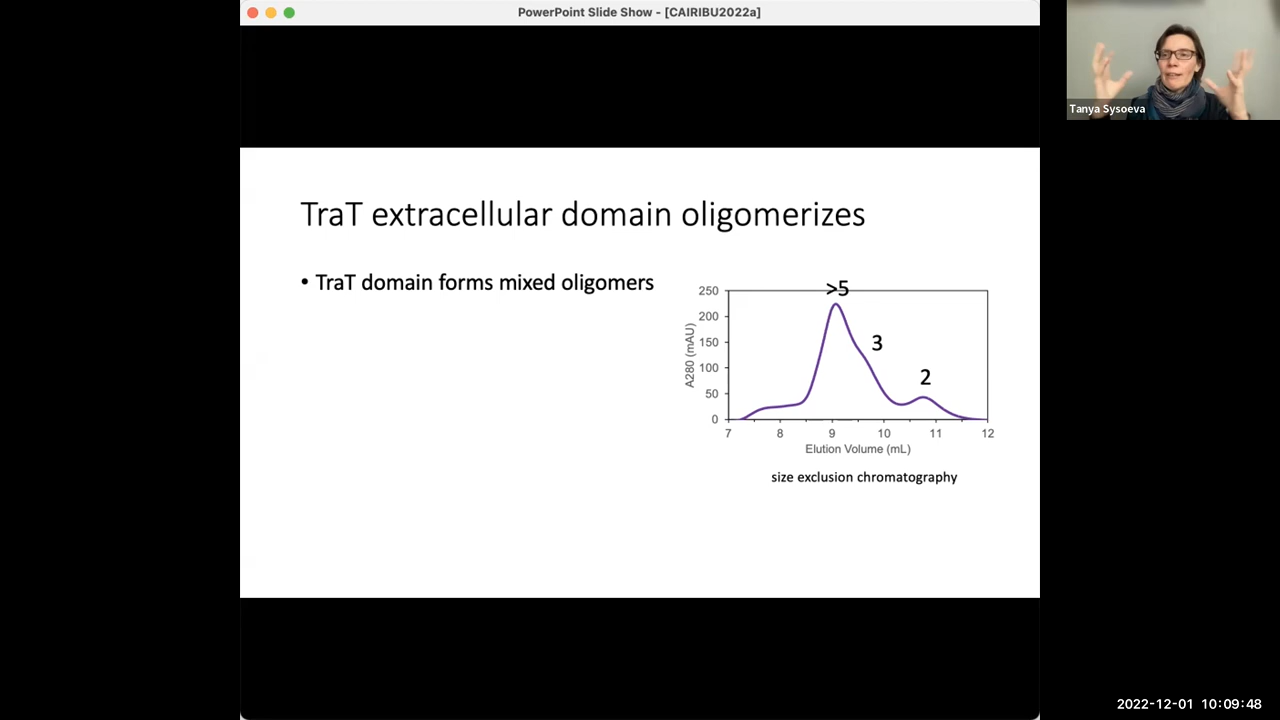 PowerPoint Slide Show - [CAIRIBU2022a]
Tanya Sysoeva
TraT extracellular domain oligomerizes
• TraT domain forms mixed oligomers
>5
3
2
250
200
150
100
50
0
A280 (mAU)
7 8 9 10 11 12
Elution Volume (mL)
size exclusion chromatography
2022-12-01 10:09:48